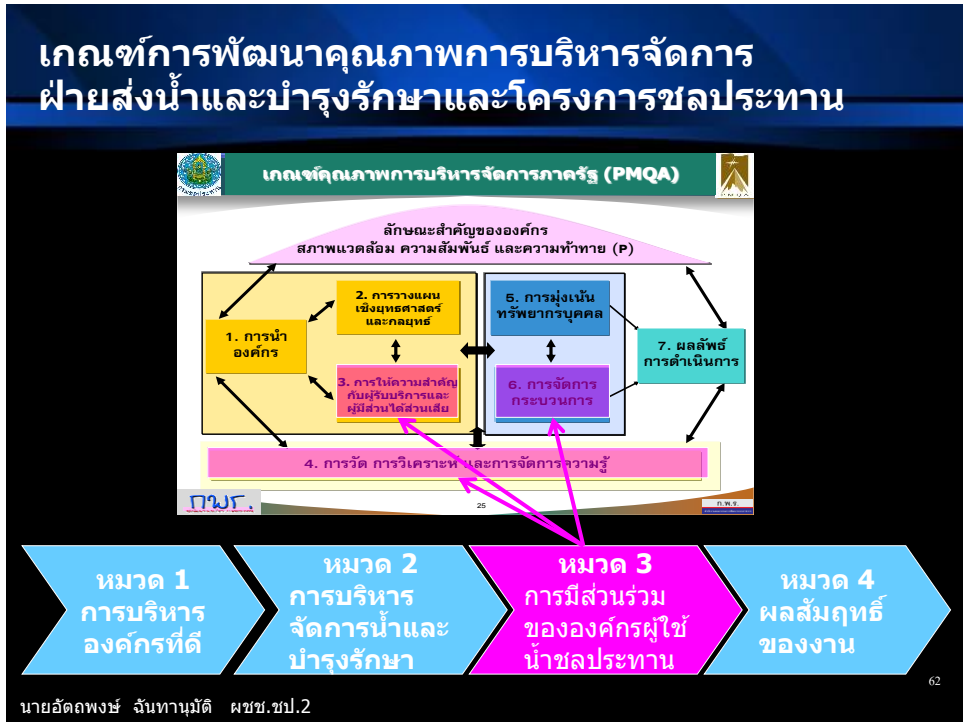 เกณฑ์การพัฒนาคุณภาพการบริหารจัดการ
ฝ่ายส่งน้ำและบำรุงรักษาและโครงการชลประทาน
เกณฑ์คุณภาพการบริหารจัดการภาครัฐ (PMQA)
P M Q A
ลักษณะสำคัญขององค์กร
สภาพแวดล้อม ความสัมพันธ์ และความท้าทาย (P)
1. การนำ
องค์กร
2. การวางแผน
เชิงยุทธศาสตร์
และกลยุทธ์
3. การให้ความสำคัญ
กับผู้รับบริการและ
ผู้มีส่วนได้ส่วนเสีย
5. การมุ่งเน้น
ทรัพยากรบุคคล
6. การจัดการ
กระบวนการ
7. ผลลัพธ์
การดำเนินการ
4. การวัด การวิเคราะห์ และการจัดการความรู้
กพร.
25
ก.พ.ร.
หมวด 1
การบริหาร
องค์กรที่ดี
หมวด 2
การบริหาร
จัดการน้ำและ
บำรุงรักษา
หมวด 3
การมีส่วนร่วม
ขององค์กรผู้ใช้
น้ำชลประทาน
หมวด 4
ผลสัมฤทธิ์
ของงาน
62
นายอัตถพงษ์ ฉันทานุมัติ ผชช.ชป.2